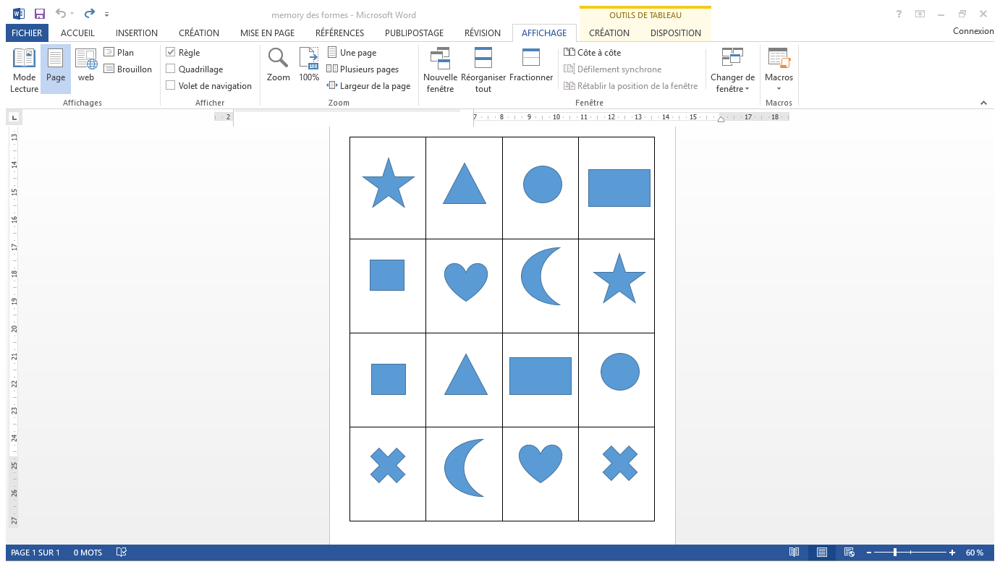 memory des formes - Microsoft Word
OUTILS DE TABLEAU
?
FICHIER ACCUEIL INSERTION CRÉATION MISE EN PAGE RÉFÉRENCES PUBLIPOSTAGE RÉVISION AFFICHAGE CRÉATION DISPOSITION Connexion
Mode Lecture
Page
web
Plan
Brouillon
Affichages
Règle
Quadrillage
Volet de navigation
Afficher
Zoom
100
100%
Une page
Plusieurs pages
Largeur de la page
Zoom
Nouvelle fenêtre
Réorganiser tout
Fractionner
Côte à côte
Défilement synchrone
Rétablir la position de la fenêtre
Changer de fenêtre
Fenêtre
Macros
Macros
L
2 7 8 9 10 11 12 13 14 15 17 18
13
14
15
16
17
18
19
20
21
22
23
24
25
26
27
PAGE 1 SUR 1 0 MOTS 60 %